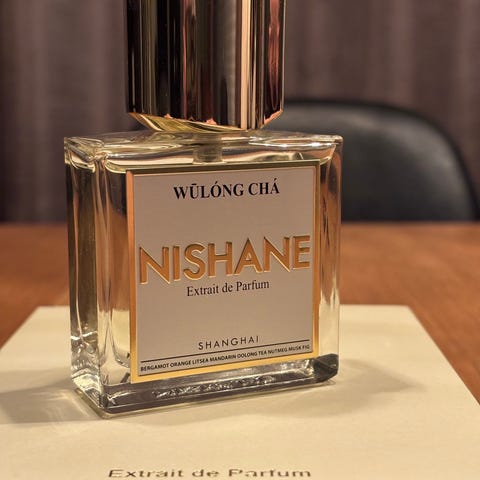 WŪLÓNG CHÁ
NISHANE
Extrait de Parfum
SHANGHAI
BERGAMOT ORANGE LITSEA MANDARIN OOLONG TEA NUTMEG MUSK FIG
Extrait de Parfum